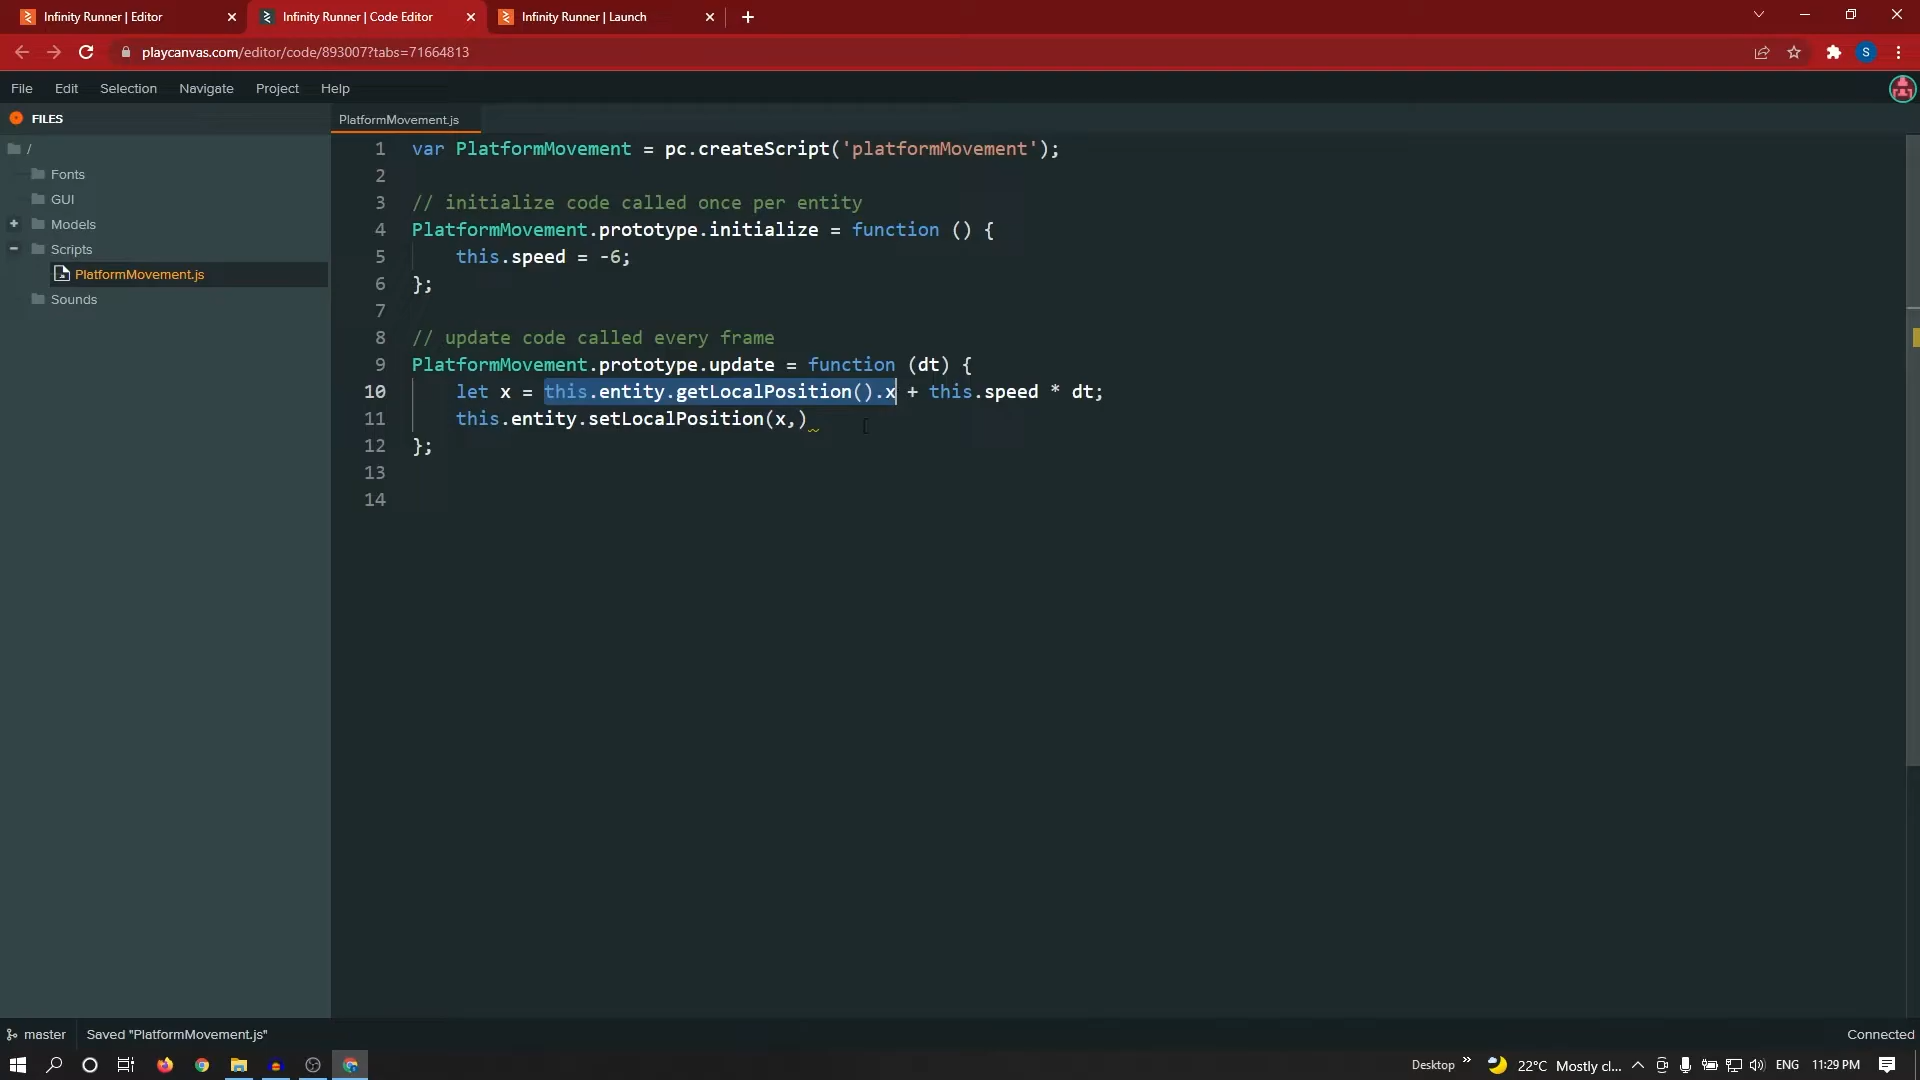 Infinity Runner | Editor
Infinity Runner | Code Editor
Infinity Runner | Launch
playcanvas.com/editor/code/893007?tabs=71664813
S
File Edit Selection Navigate Project Help
FILES
PlatformMovement.js
/
Fonts
GUI
Models
Scripts
PlatformMovement.js
Sounds
1 var PlatformMovement = pc.createScript('platformMovement');
2
3 // initialize code called once per entity
4 PlatformMovement.prototype.initialize = function () {
5 this.speed = -6;
6 };
7
8 // update code called every frame
9 PlatformMovement.prototype.update = function (dt) {
10 let x = this.entity.getLocalPosition().x + this.speed * dt;
11 this.entity.setLocalPosition(x,)
12 };
13
14
master Saved "PlatformMovement.js" Connected
Desktop 22°C Mostly cl... ENG 11:29 PM